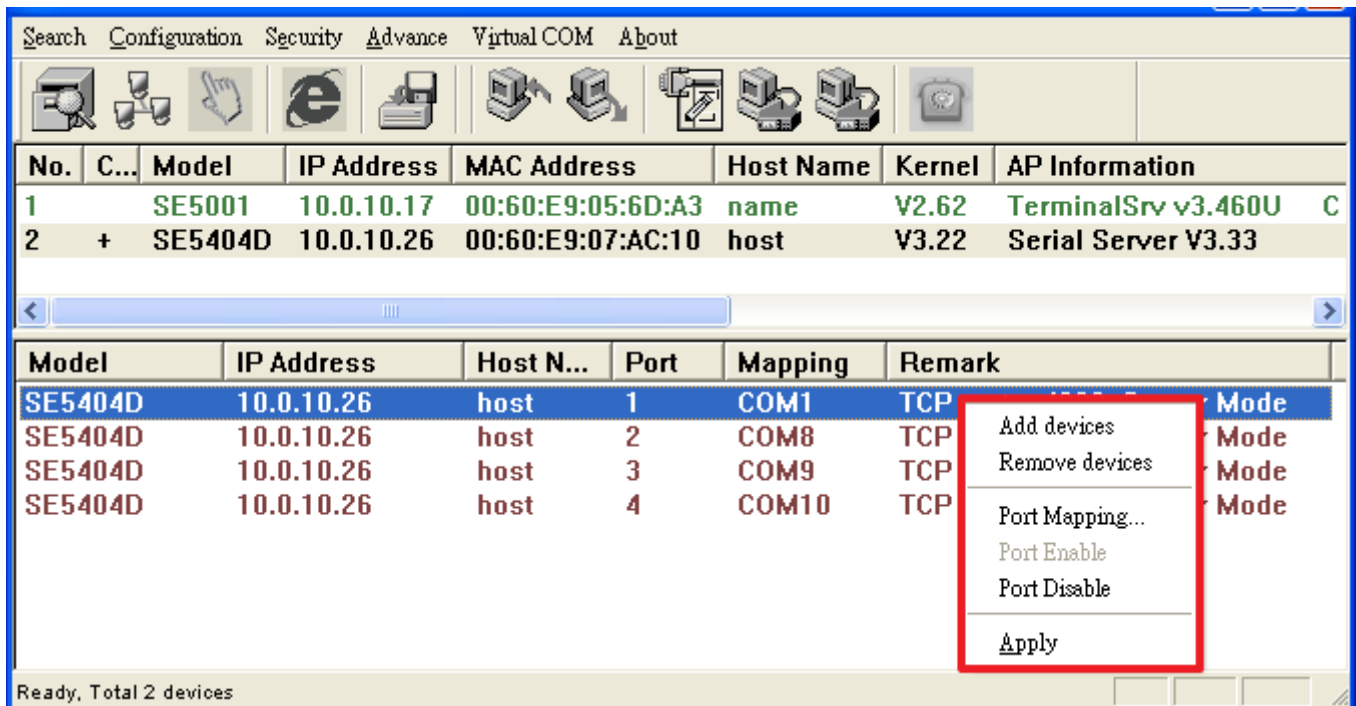 Search Configuration Security Advance Virtual COM About
No. C... Model IP Address MAC Address Host Name Kernel AP Information
1 SE5001 10.0.10.17 00:60:E9:05:6D:A3 name V2.62 TerminalSrv v3.460U C
2 + SE5404D 10.0.10.26 00:60:E9:07:AC:10 host V3.22 Serial Server V3.33
Model IP Address Host N... Port Mapping Remark
SE5404D 10.0.10.26 host 1 COM1 TCP Mode
SE5404D 10.0.10.26 host 2 COM8 TCP Mode
SE5404D 10.0.10.26 host 3 COM9 TCP Mode
SE5404D 10.0.10.26 host 4 COM10 TCP Mode
Add devices
Remove devices
Port Mapping...
Port Enable
Port Disable
Apply
Ready, Total 2 devices